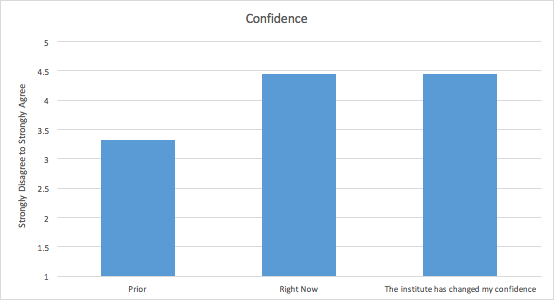 Confidence
Strongly Disagree to Strongly Agree
5
4.5
4
3.5
3
2.5
2
1.5
1
Prior
Right Now
The institute has changed my confidence